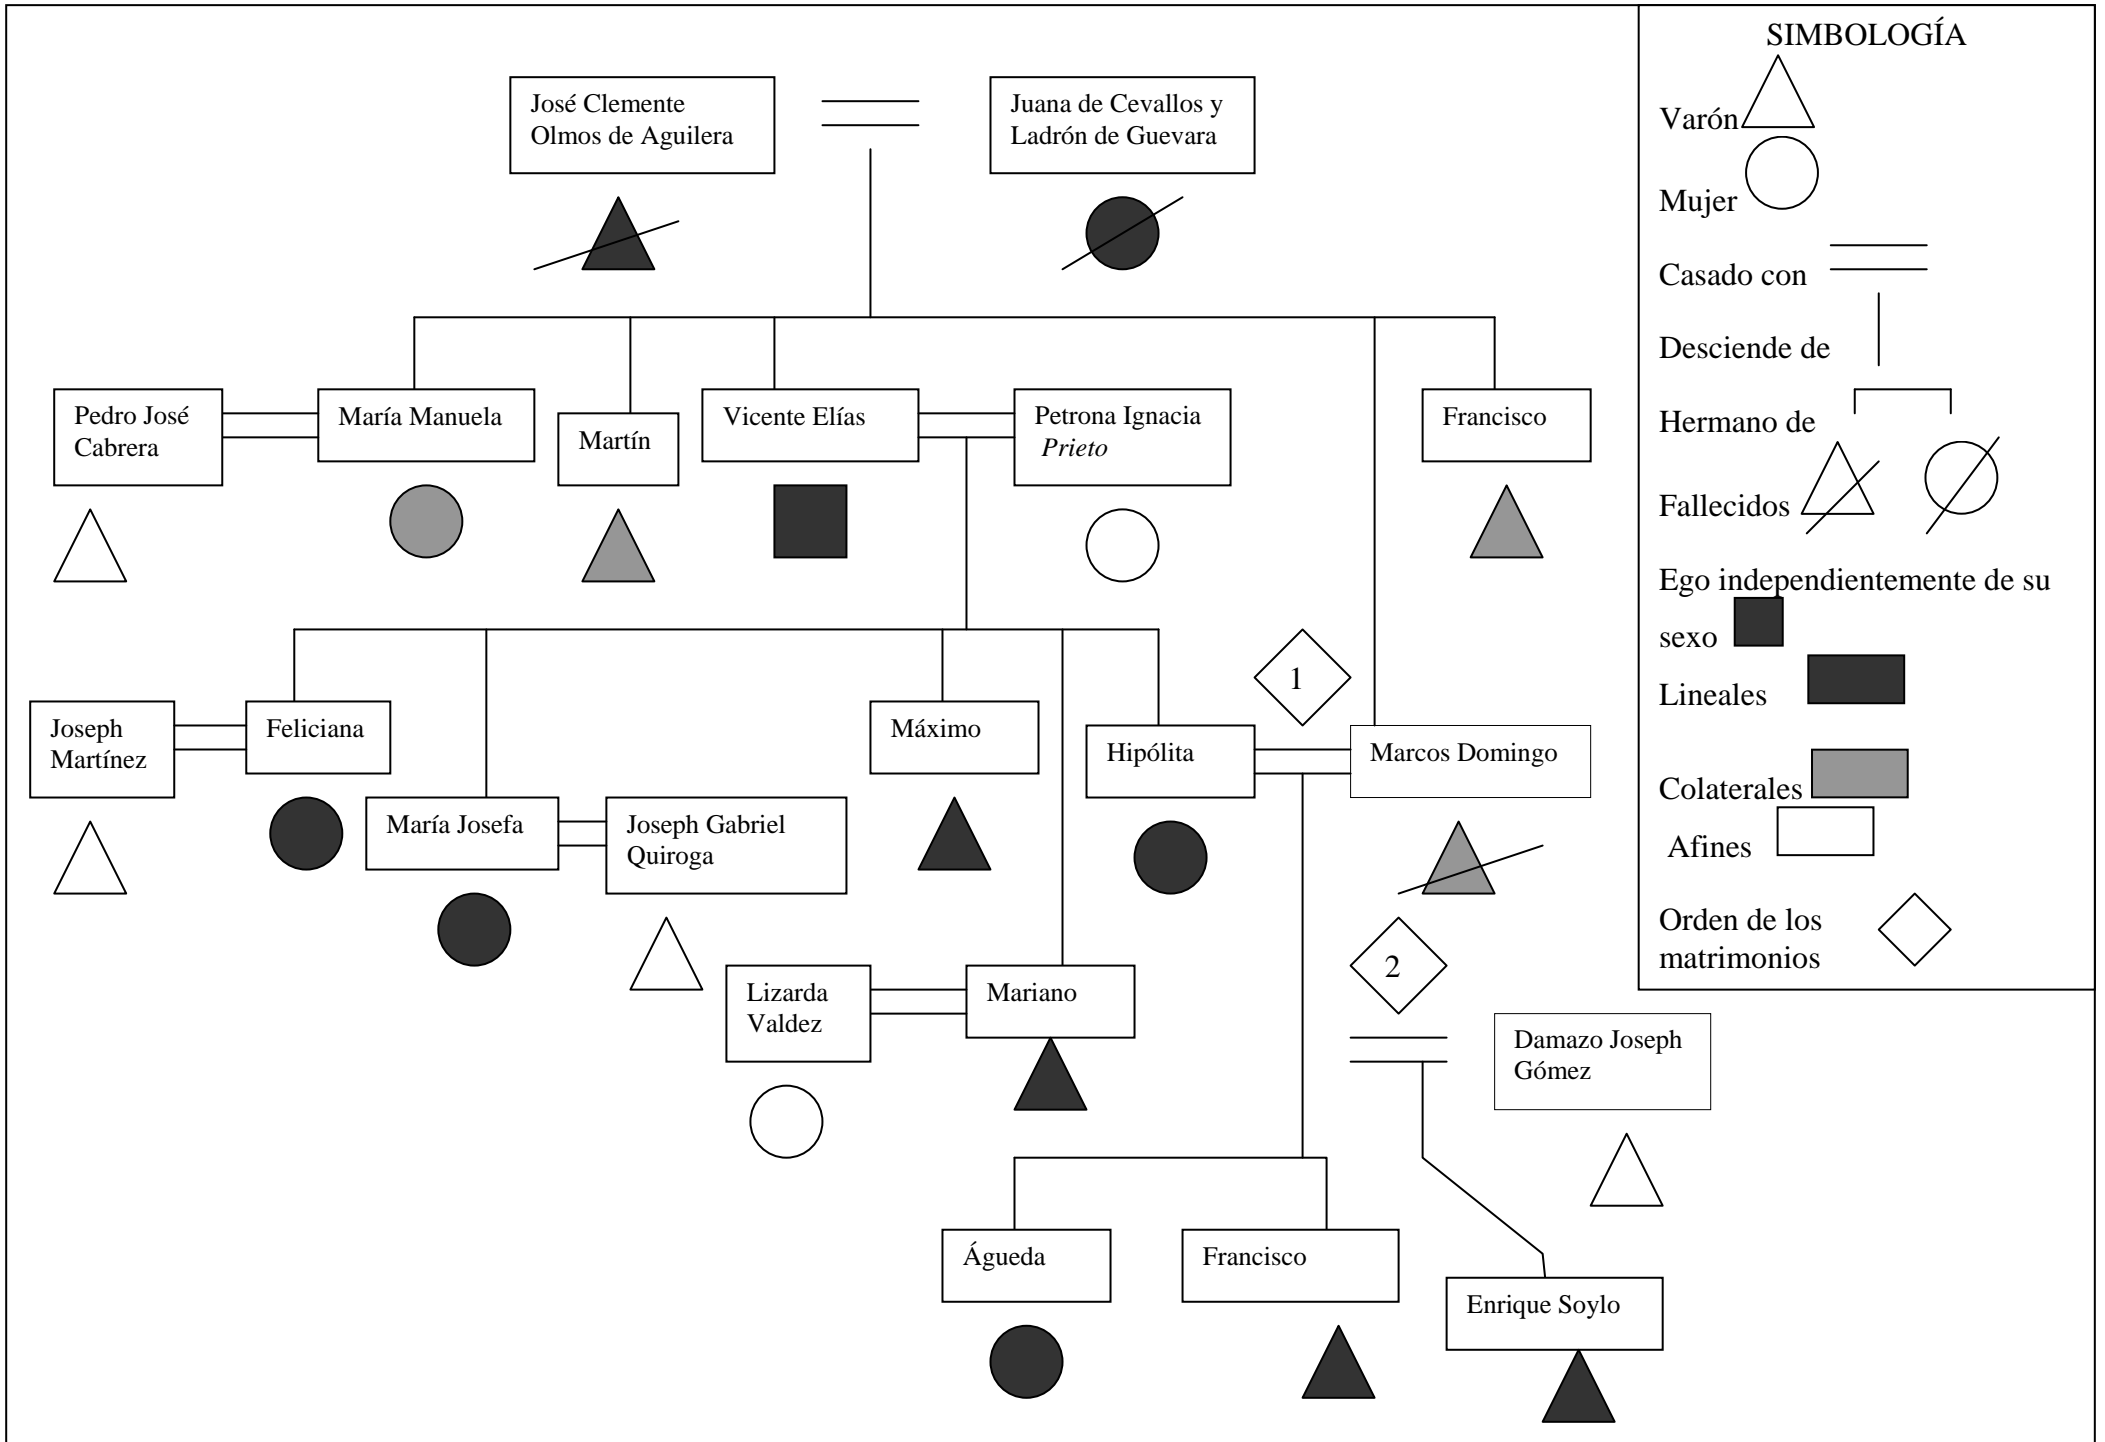 José Clemente
Olmos de Aguilera
Juana de Cevallos y
Ladrón de Guevara
Pedro José
Cabrera
María Manuela
Martín
Vicente Elías
Petrona Ignacia
Prieto
Francisco
1
Joseph
Martínez
Feliciana
María Josefa
Joseph Gabriel
Quiroga
Máximo
Hipólita
Marcos Domingo
2
Lizarda
Valdez
Mariano
Damazo Joseph
Gómez
Águeda
Francisco
Enrique Soylo
SIMBOLOGÍA
Varón
Mujer
Casado con
Desciende de
Hermano de
Fallecidos
Ego independientemente de su
sexo
Lineales
Colaterales
Afines
Orden de los
matrimonios